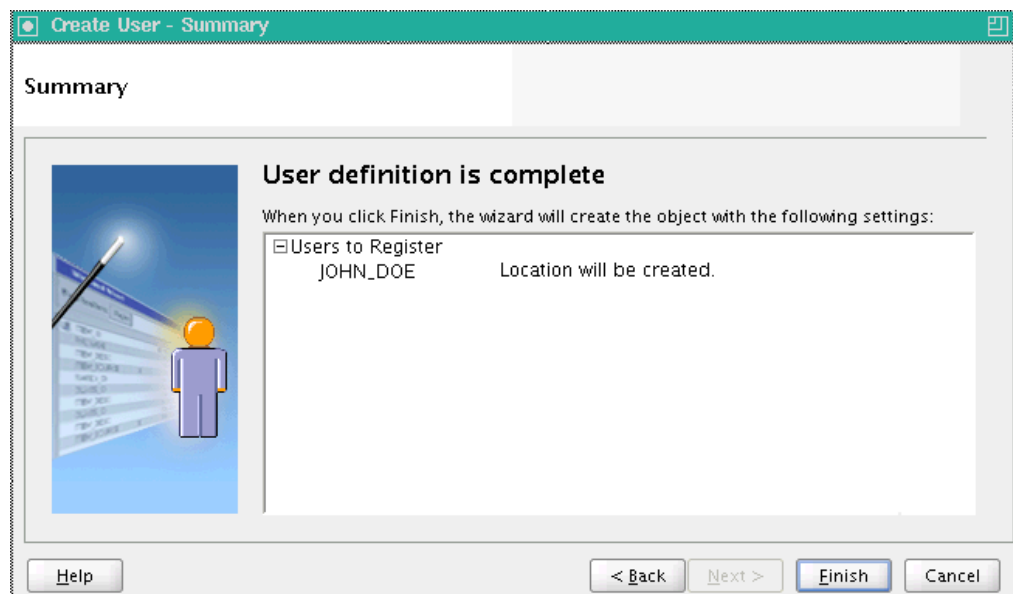 Create User - Summary
Summary
User definition is complete
When you click Finish, the wizard will create the object with the following settings:
Users to Register
JOHN_DOE Location will be created.
Help
< Back
Next >
Finish
Cancel